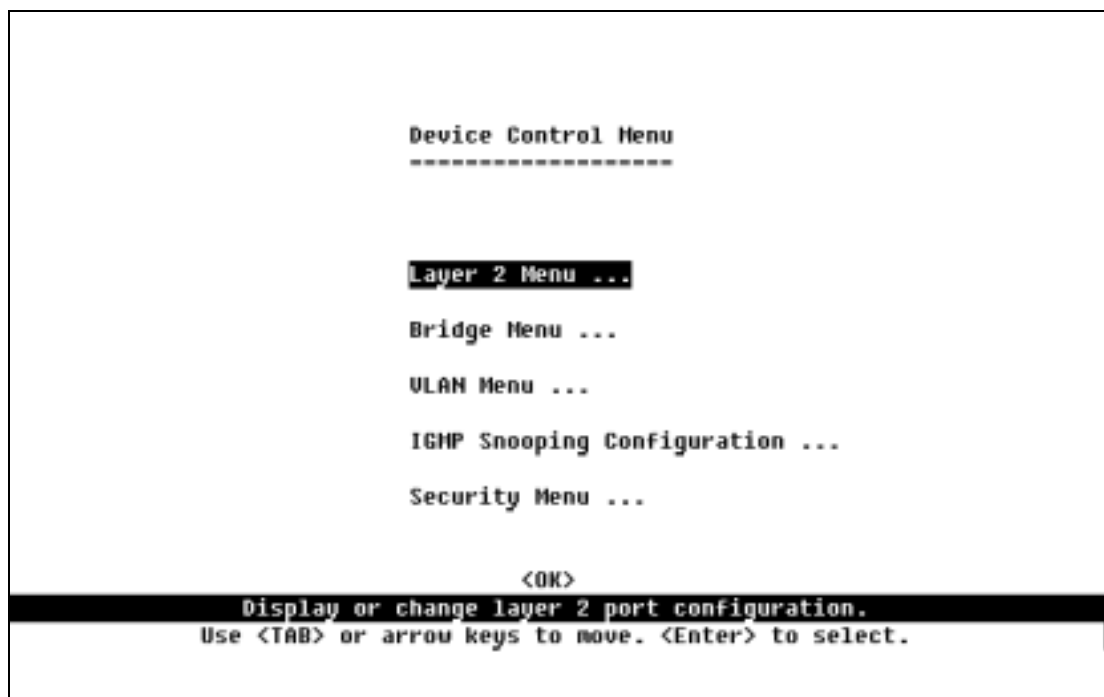 Device Control Menu
-------------------
Layer 2 Menu ...
Bridge Menu ...
VLAN Menu ...
IGMP Snooping Configuration ...
Security Menu ...
<OK>
Display or change layer 2 port configuration.
Use <TAB> or arrow keys to move. <Enter> to select.